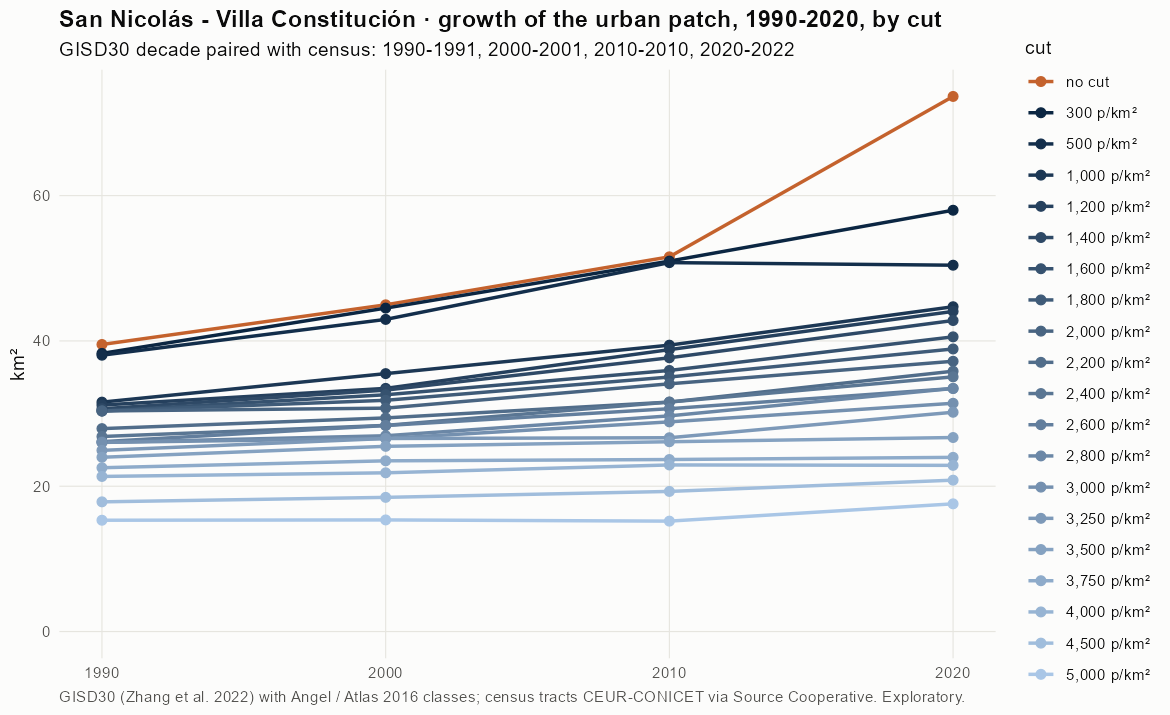 San Nicolás - Villa Constitución · growth of the urban patch, 1990-2020, by cut
GISD30 decade paired with census: 1990-1991, 2000-2001, 2010-2010, 2020-2022
cut
no cut
300 p/km²
500 p/km²
1,000 p/km²
1,200 p/km²
1,400 p/km²
1,600 p/km²
1,800 p/km²
2,000 p/km²
2,200 p/km²
2,400 p/km²
2,600 p/km²
2,800 p/km²
3,000 p/km²
3,250 p/km²
3,500 p/km²
3,750 p/km²
4,000 p/km²
4,500 p/km²
5,000 p/km²
km²
60
40
20
0
1990 2000 2010 2020
GISD30 (Zhang et al. 2022) with Angel / Atlas 2016 classes; census tracts CEUR-CONICET via Source Cooperative. Exploratory.